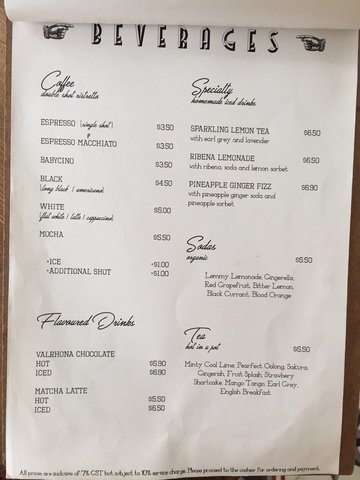 BEVERAGES
Coffee
double shot ristretto
ESPRESSO (single shot) $3.50
ESPRESSO MACCHIATO $3.50
BABYCINO $3.50
BLACK $4.50
(long black / americano)
WHITE $5.00
(flat white / latte / cappuccino)
MOCHA $5.50
+ICE +$1.00
+ADDITIONAL SHOT +$1.00
Flavoured Drinks
VALRHONA CHOCOLATE
HOT $5.90
ICED $6.90
MATCHA LATTE
HOT $5.50
ICED $6.50
Specialty
homemade iced drinks
SPARKLING LEMON TEA $6.50
with earl grey and lavender
RIBENA LEMONADE $6.50
with ribena, soda and lemon sorbet
PINEAPPLE GINGER FIZZ $6.90
with pineapple ginger soda and
pineapple sorbet
Sodas $5.50
organic
Lemmy Lemonade, Gingerella,
Red Grapefruit, Bitter Lemon,
Black Currant, Blood Orange
Tea $5.50
hot in a pot
Minty Cool Lime, Pearfect Oolong, Sakura,
Gingerish, Fruit Splash, Strawberry
Shortcake, Mango Tango, Earl Grey,
English Breakfast
All prices are inclusive of 7% GST but subject to 10% service charge. Please proceed to the cashier for ordering and payment.